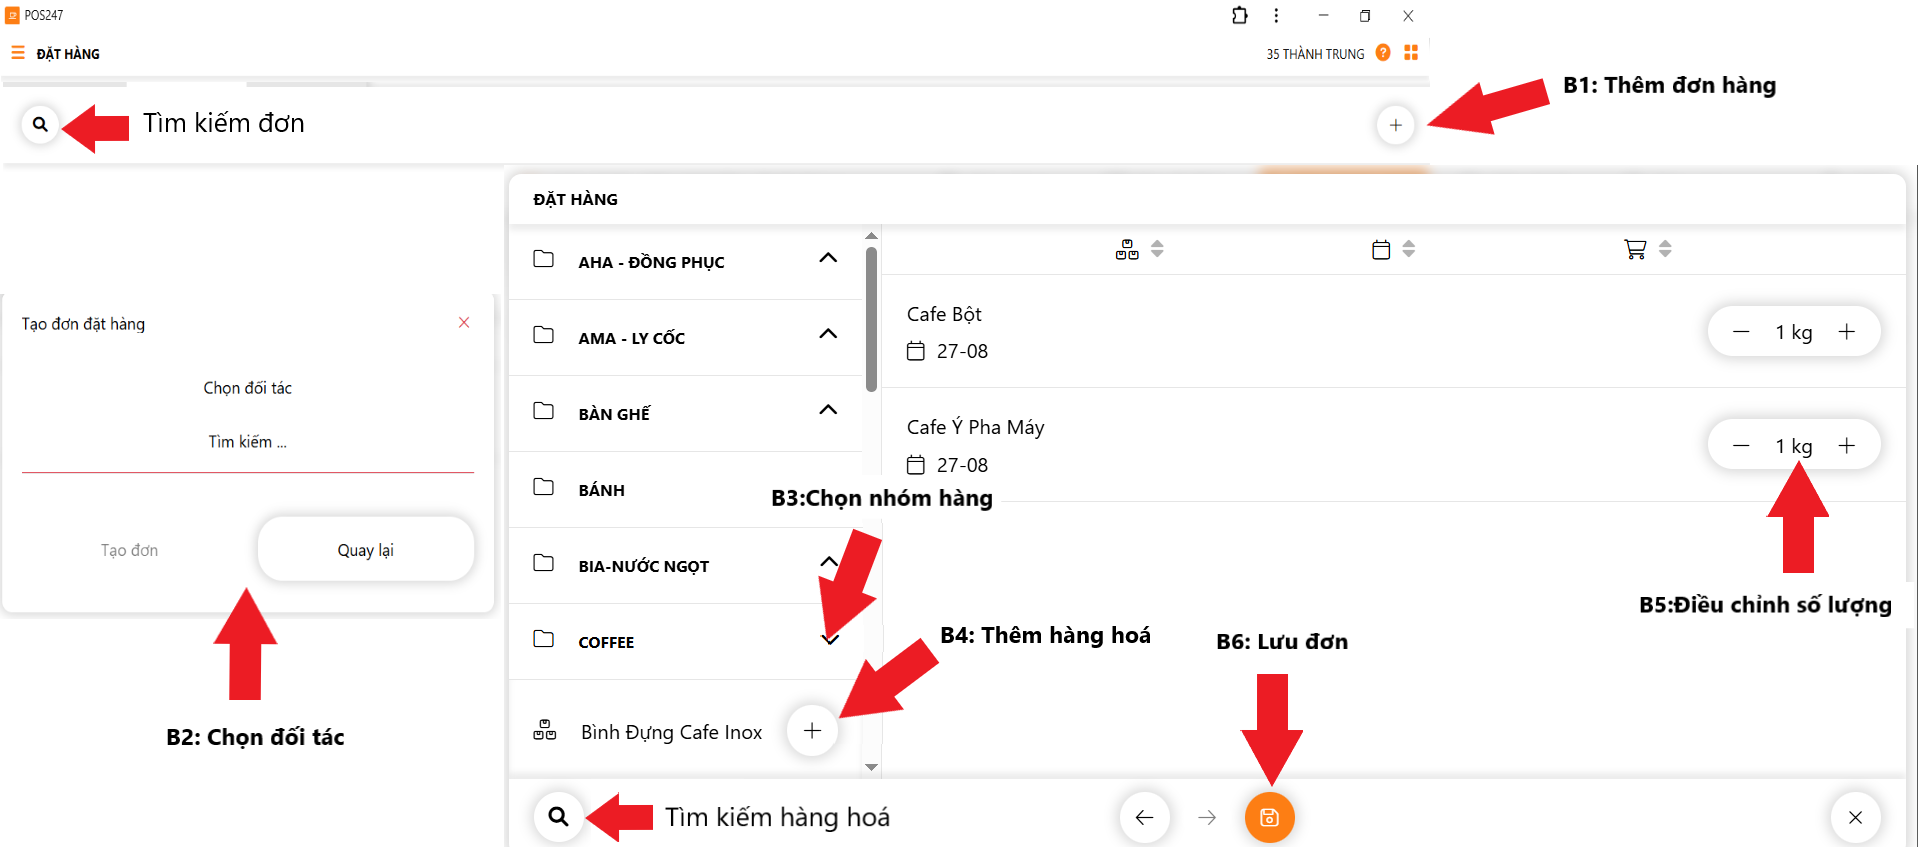 POS247
ĐẶT HÀNG
35 THÀNH TRUNG
B1: Thêm đơn hàng
Tìm kiếm đơn
ĐẶT HÀNG
AHA - ĐỒNG PHỤC
AMA - LY CỐC
BÀN GHẾ
BÁNH
BIA-NƯỚC NGỌT
COFFEE
Bình Đựng Cafe Inox
Cafe Bột
27-08
1 kg
Cafe Ý Pha Máy
27-08
1 kg
Tạo đơn đặt hàng
Chọn đối tác
Tìm kiếm ...
Tạo đơn
Quay lại
B2: Chọn đối tác
B3:Chọn nhóm hàng
B4: Thêm hàng hoá
B5:Điều chỉnh số lượng
B6: Lưu đơn
Tìm kiếm hàng hoá